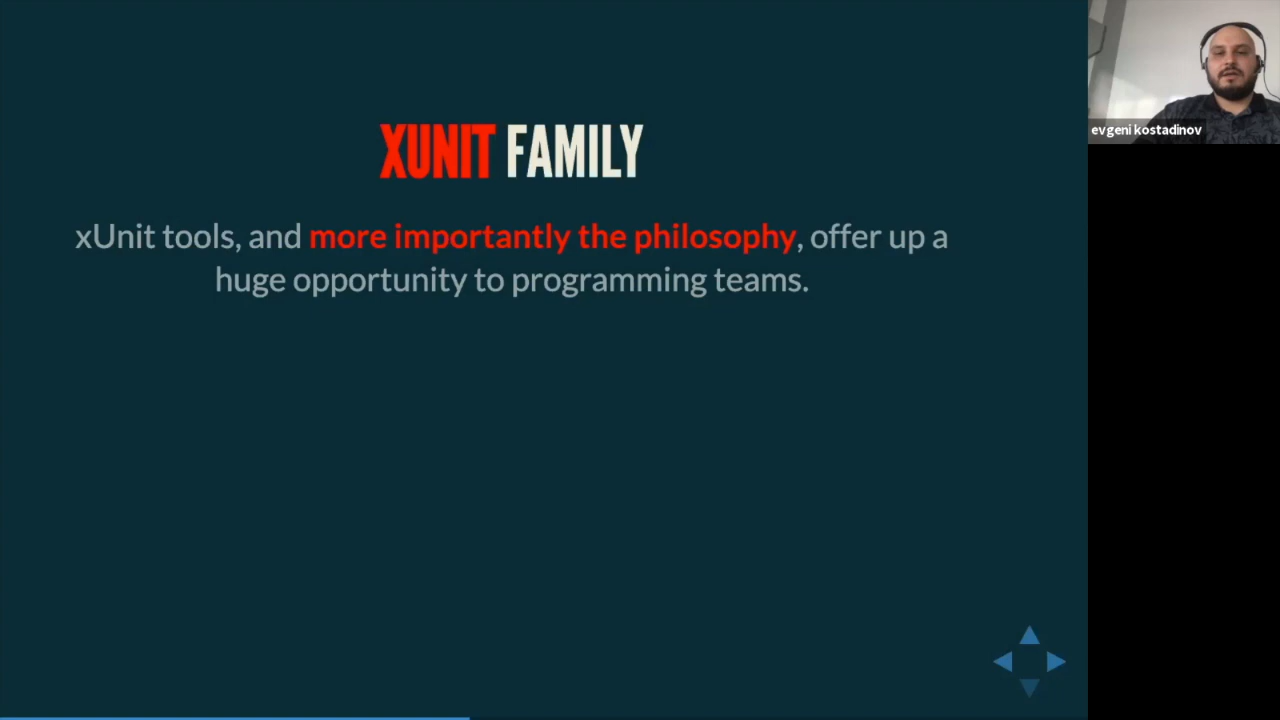 XUNIT FAMILY
xUnit tools, and more importantly the philosophy, offer up a
huge opportunity to programming teams.
evgeni kostadinov